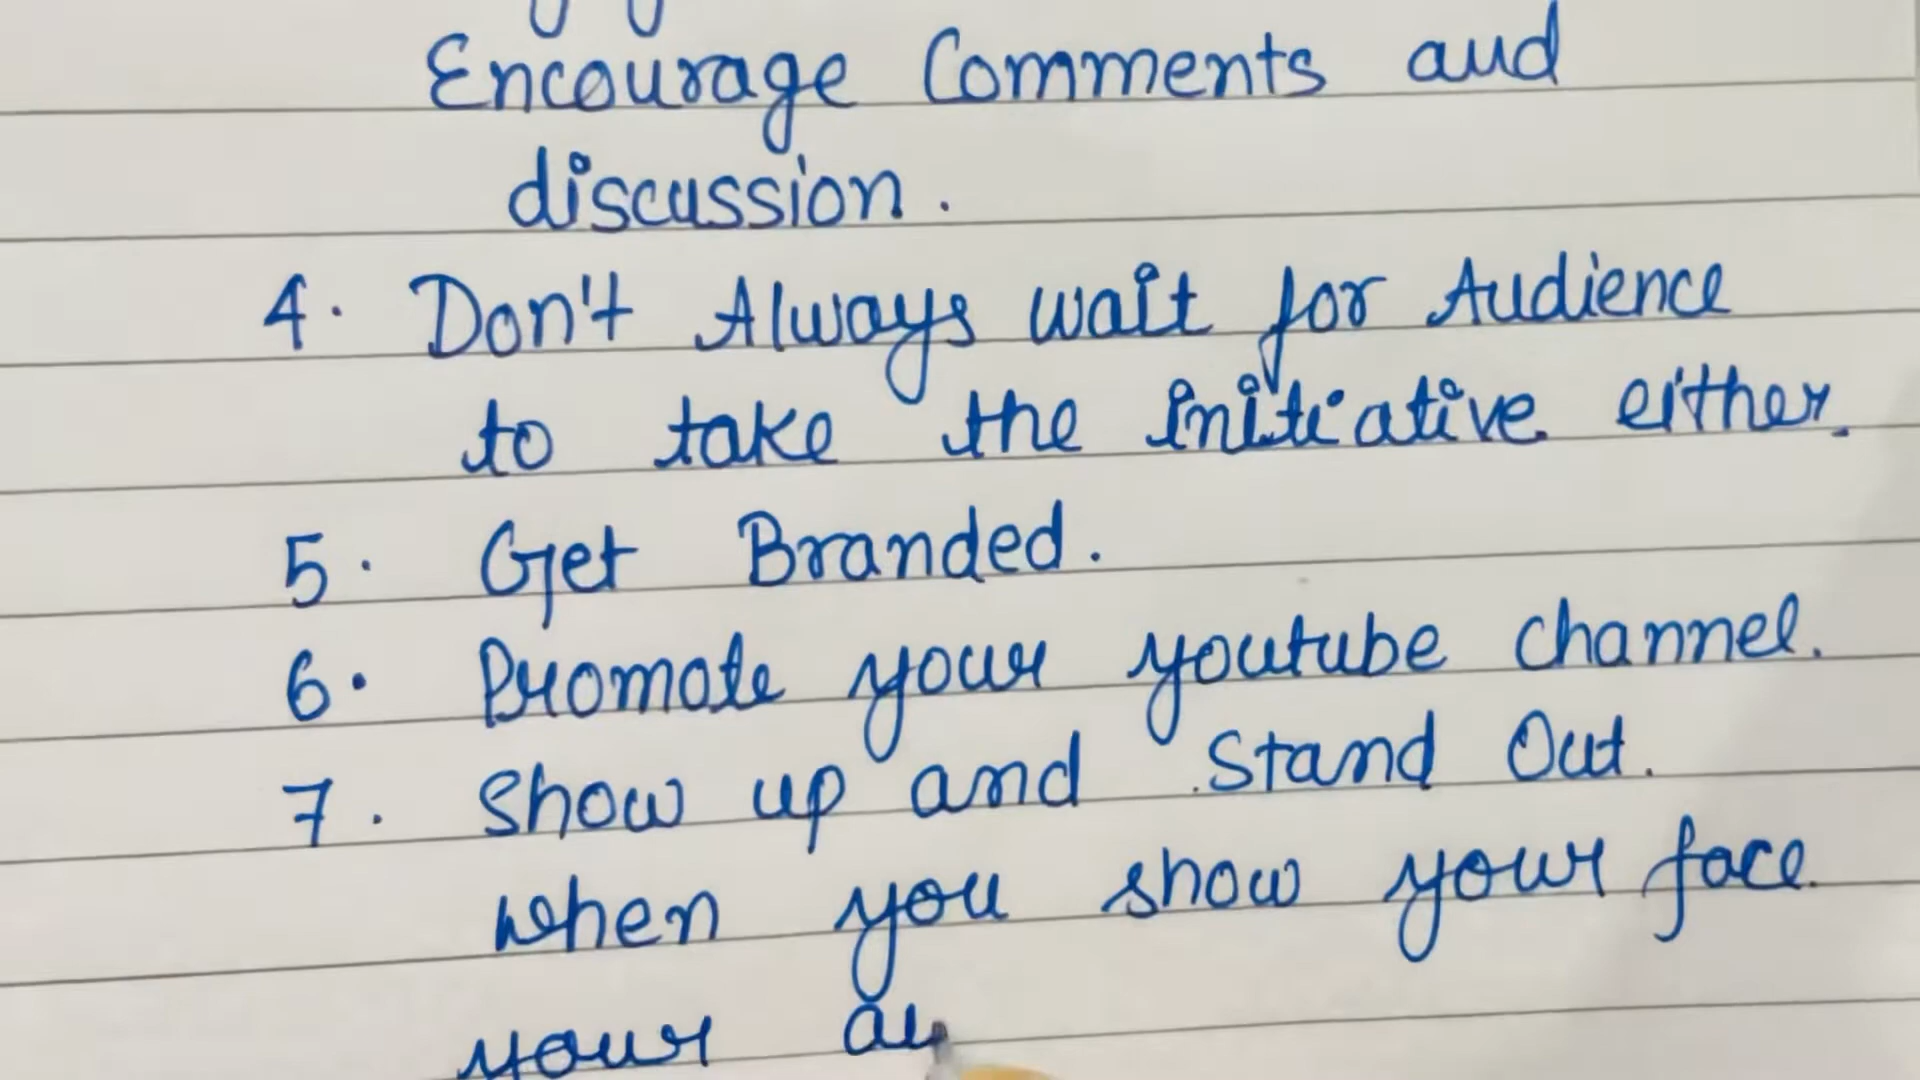 Encourage Comments and
discussion.
4. Don't Always wait for Audience
to take the initiative either.
5. Get Branded.
6. Promote your youtube channel.
7. Show up and Stand Out.
when you show your face
your au